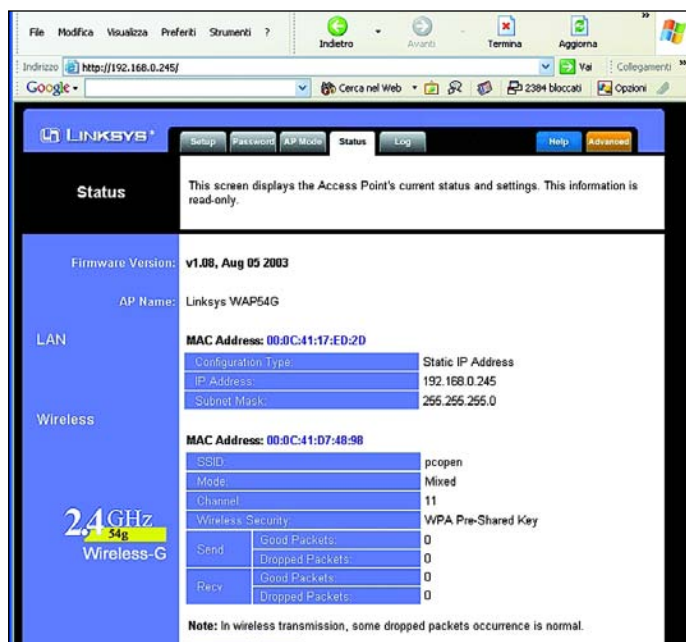 File Modifica Visualizza Preferiti Strumenti ?
Indietro Avanti Termina Aggiorna
Indirizzo http://192.168.0.245/ Vai Collegamenti
Google Cerca nel Web 2384 bloccati Opzioni
LINKSYS®
Setup Password AP Mode Status Log Help Advanced
Status
This screen displays the Access Point's current status and settings. This information is
read-only.
Firmware Version: v1.08, Aug 05 2003
AP Name: Linksys WAP54G
LAN
MAC Address: 00:0C:41:17:ED:2D
Configuration Type: Static IP Address
IP Address: 192.168.0.245
Subnet Mask: 255.255.255.0
Wireless
MAC Address: 00:0C:41:D7:48:98
SSID: pcopen
Mode: Mixed
Channel: 11
Wireless Security: WPA Pre-Shared Key
Send Good Packets: 0
Dropped Packets: 0
Recv Good Packets: 0
Dropped Packets: 0
2.4GHz
54g
Wireless-G
Note: In wireless transmission, some dropped packets occurrence is normal.